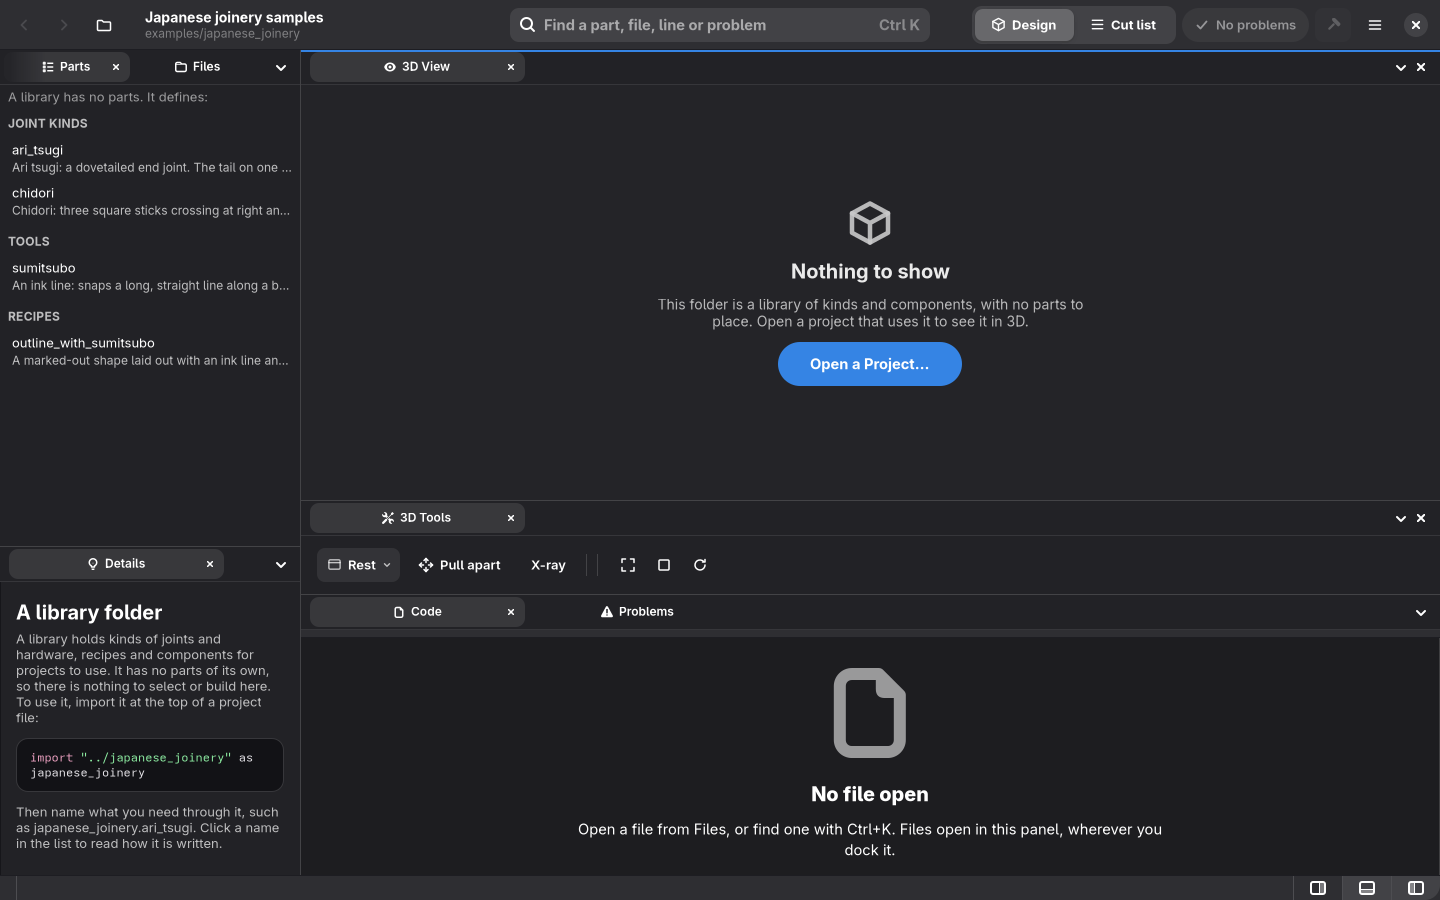 Japanese joinery samples
examples/japanese_joinery
Find a part, file, line or problem
Ctrl K
Design
Cut list
No problems
Parts
Files
A library has no parts. It defines:
JOINT KINDS
ari_tsugi
Ari tsugi: a dovetailed end joint. The tail on one ...
chidori
Chidori: three square sticks crossing at right an...
TOOLS
sumitsubo
An ink line: snaps a long, straight line along a b...
RECIPES
outline_with_sumitsubo
A marked-out shape laid out with an ink line an...
Details
A library folder
A library holds kinds of joints and
hardware, recipes and components for
projects to use. It has no parts of its own,
so there is nothing to select or build here.
To use it, import it at the top of a project
file:
import "../japanese_joinery" as
japanese_joinery
Then name what you need through it, such
as japanese_joinery.ari_tsugi. Click a name
in the list to read how it is written.
3D View
Nothing to show
This folder is a library of kinds and components, with no parts to
place. Open a project that uses it to see it in 3D.
Open a Project...
3D Tools
Rest
Pull apart
X-ray
Code
Problems
No file open
Open a file from Files, or find one with Ctrl+K. Files open in this panel, wherever you
dock it.